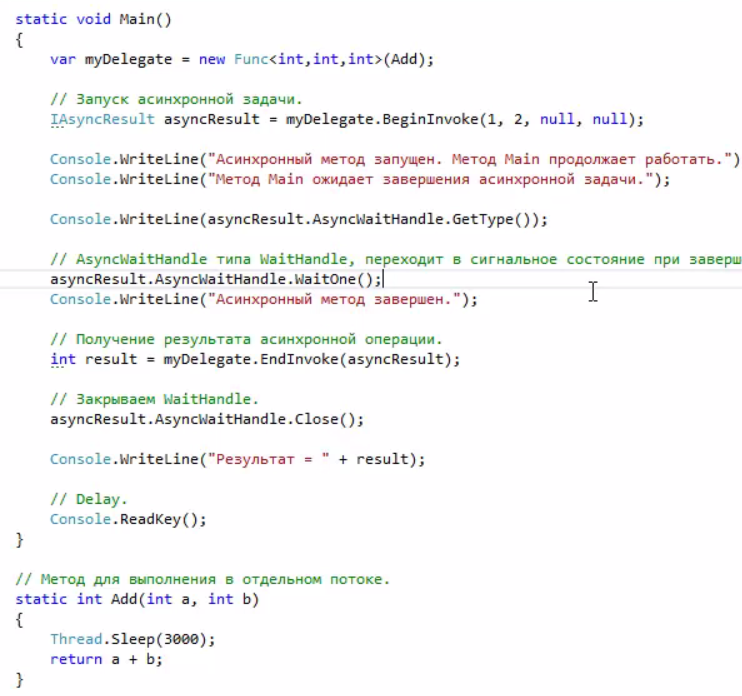 static void Main()
{
    var myDelegate = new Func<int,int,int>(Add);

    // Запуск асинхронной задачи.
    IAsyncResult asyncResult = myDelegate.BeginInvoke(1, 2, null, null);

    Console.WriteLine("Асинхронный метод запущен. Метод Main продолжает работать.")
    Console.WriteLine("Метод Main ожидает завершения асинхронной задачи.");

    Console.WriteLine(asyncResult.AsyncWaitHandle.GetType());

    // AsyncWaitHandle типа WaitHandle, переходит в сигнальное состояние при заверш
    asyncResult.AsyncWaitHandle.WaitOne();
    Console.WriteLine("Асинхронный метод завершен.");

    // Получение результата асинхронной операции.
    int result = myDelegate.EndInvoke(asyncResult);

    // Закрываем WaitHandle.
    asyncResult.AsyncWaitHandle.Close();

    Console.WriteLine("Результат = " + result);

    // Delay.
    Console.ReadKey();
}

// Метод для выполнения в отдельном потоке.
static int Add(int a, int b)
{
    Thread.Sleep(3000);
    return a + b;
}